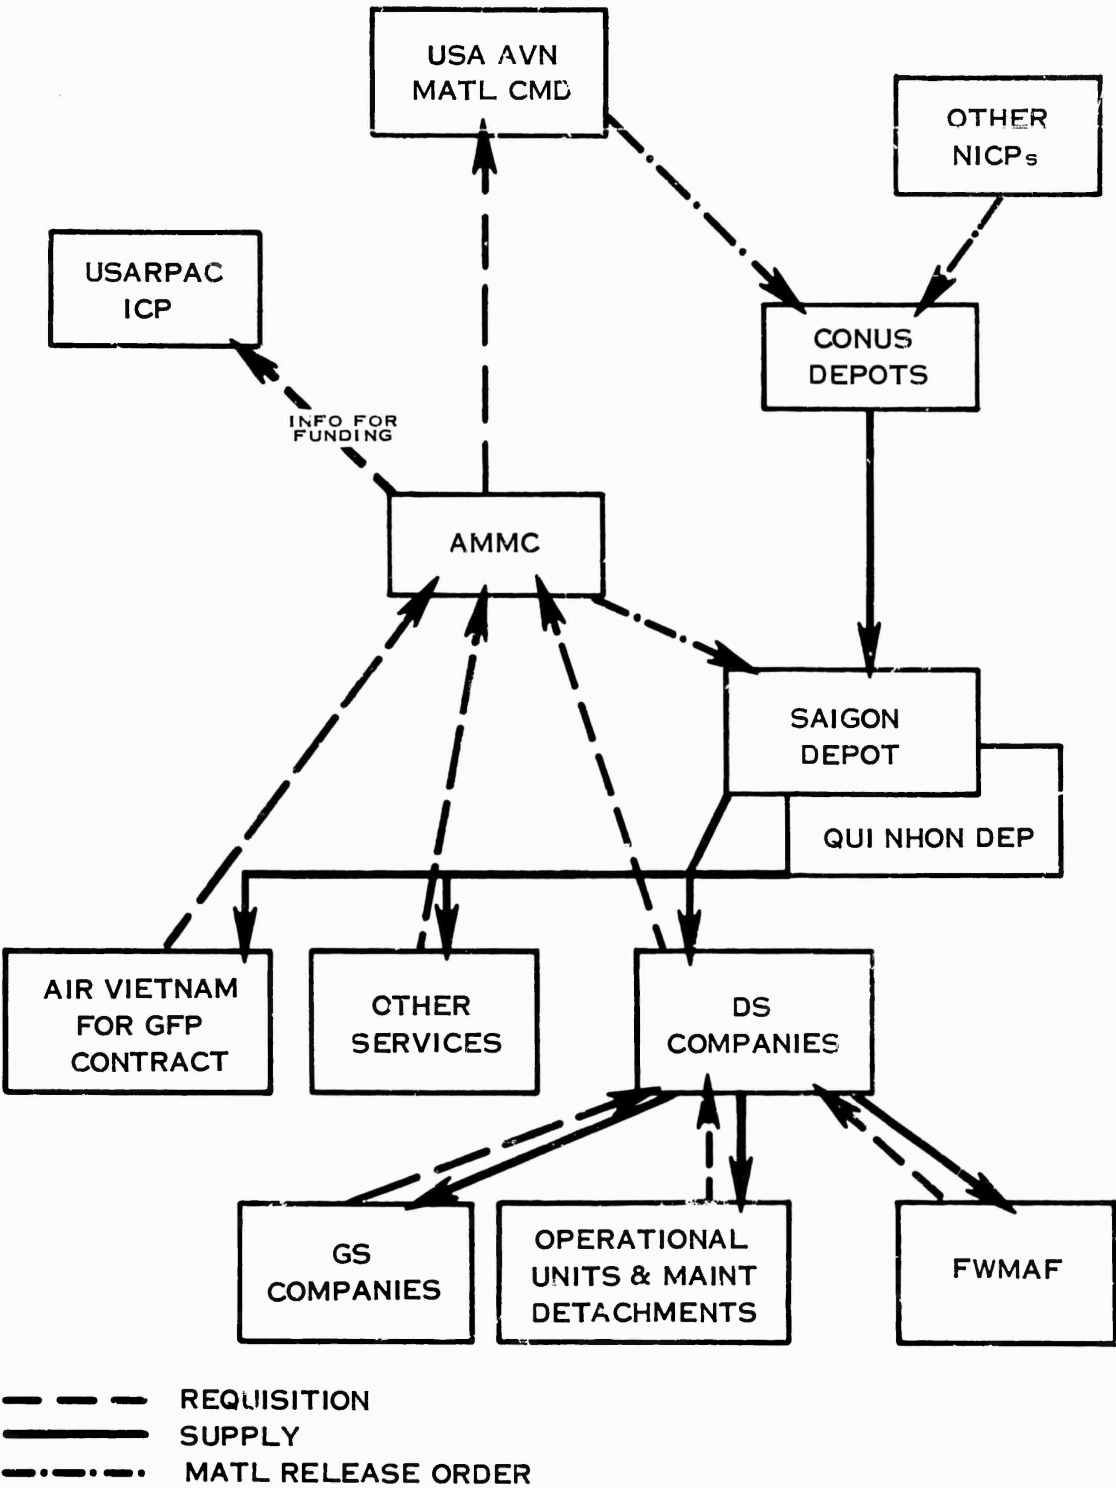 USA AVN
MATL CMD
OTHER
NICPs
USARPAC
ICP
CONUS
DEPOTS
INFO FOR
FUNDING
AMMC
SAIGON
DEPOT
QUI NHON DEP
AIR VIETNAM
FOR GFP
CONTRACT
OTHER
SERVICES
DS
COMPANIES
GS
COMPANIES
OPERATIONAL
UNITS & MAINT
DETACHMENTS
FWMAF
REQUISITION
SUPPLY
MATL RELEASE ORDER